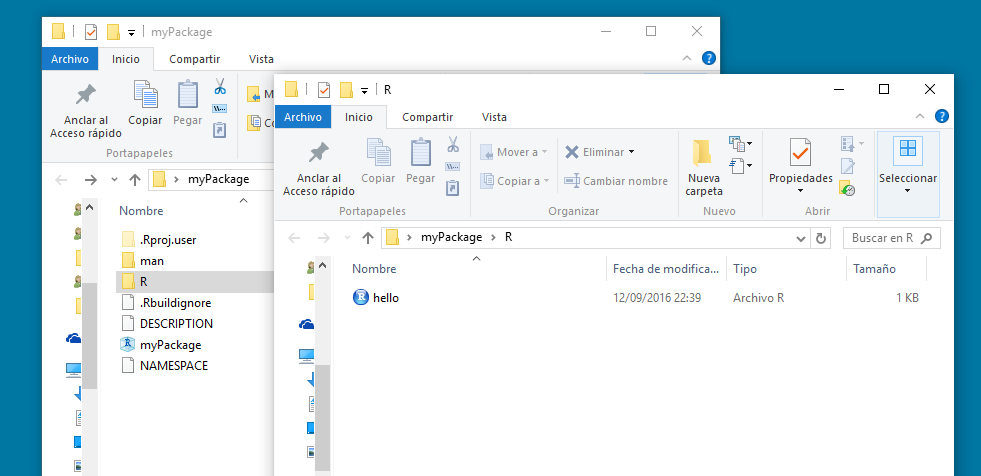 myPackage
Archivo Inicio Compartir Vista
Anclar al Acceso rápido
Copiar
Pegar
Portapapeles
myPackage
Nombre
.Rproj.user
man
R
.Rbuildignore
DESCRIPTION
myPackage
NAMESPACE
R
Archivo Inicio Compartir Vista
Anclar al Acceso rápido
Copiar
Pegar
Portapapeles
Mover a
Copiar a
Eliminar
Cambiar nombre
Organizar
Nueva carpeta
Nuevo
Propiedades
Abrir
Seleccionar
myPackage > R
Buscar en R
Nombre Fecha de modifica... Tipo Tamaño
hello 12/09/2016 22:39 Archivo R 1 KB